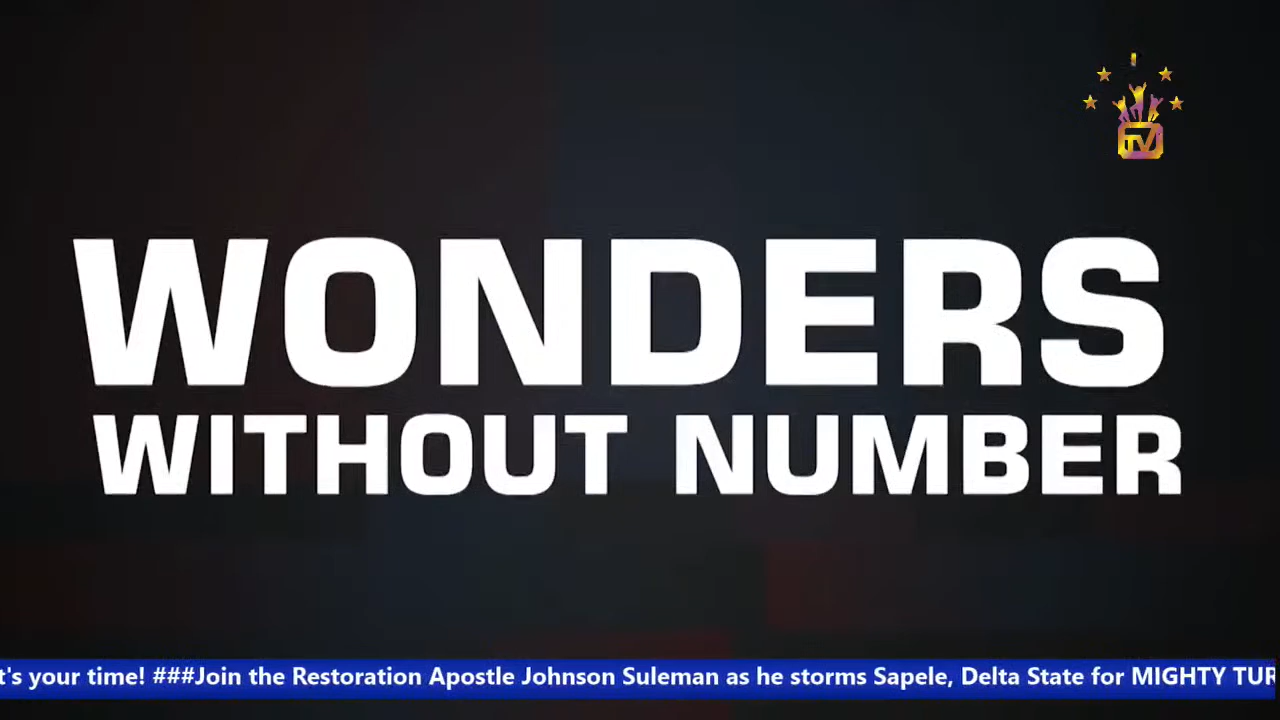 TV
WONDERS
WITHOUT NUMBER
t's your time! ###Join the Restoration Apostle Johnson Suleman as he storms Sapele, Delta State for MIGHTY TUR